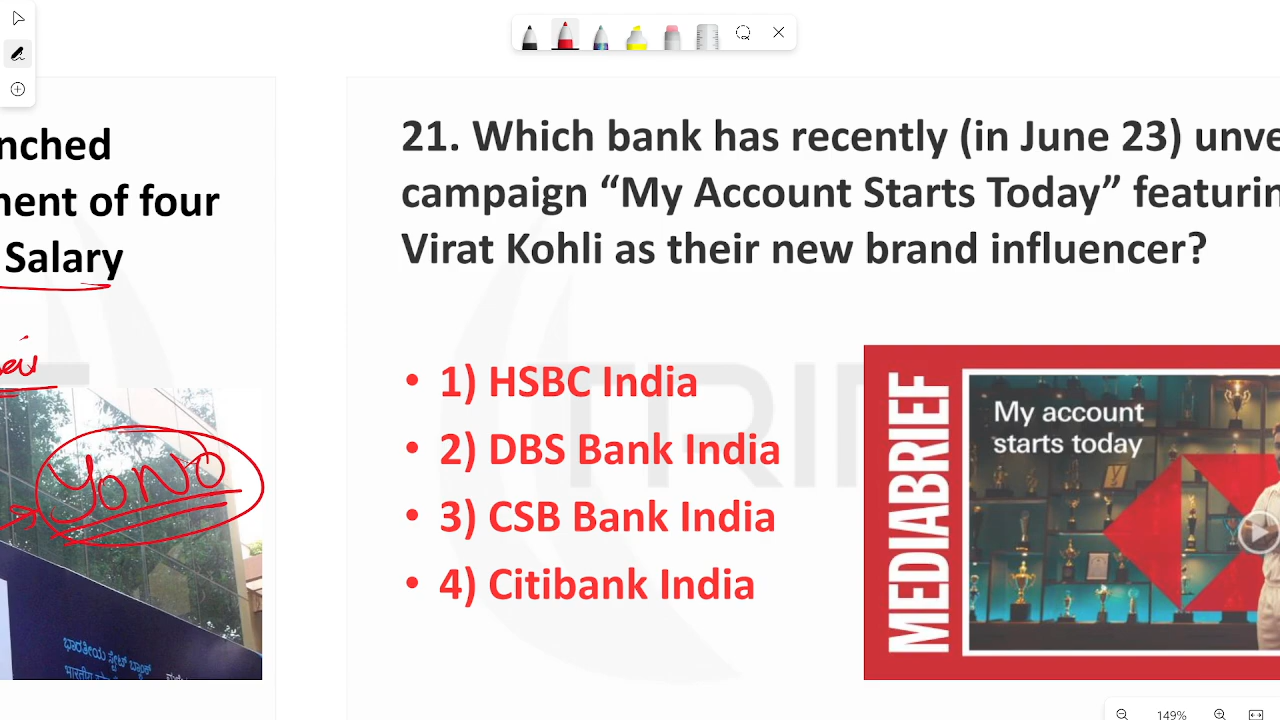 nched
nent of four
Salary
YONO
ಭಾರತೀಯ ಸ್ಟೇಟ್ ಬ್ಯಾಂಕ್
21. Which bank has recently (in June 23) unve
campaign “My Account Starts Today” featurin
Virat Kohli as their new brand influencer?
• 1) HSBC India
• 2) DBS Bank India
• 3) CSB Bank India
• 4) Citibank India
MEDIABRIEF
My account
starts today
149%